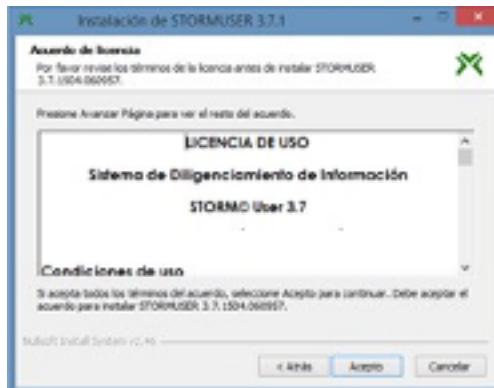 Instalación de STORMUSER 3.7.1
Acuerdo de licencia
Por favor revise los términos de la licencia antes de instalar STORMUSER
3.7.1504.060957.
Presione Avanzar Página para ver el resto del acuerdo.
LICENCIA DE USO
Sistema de Diligenciamiento de Información
STORM© User 3.7
Condiciones de uso
Si acepta todos los términos del acuerdo, seleccione Acepto para continuar. Debe aceptar el
acuerdo para instalar STORMUSER 3.7.1504.060957.
Nullsoft Install System v2.46
< Atrás
Acepto
Cancelar